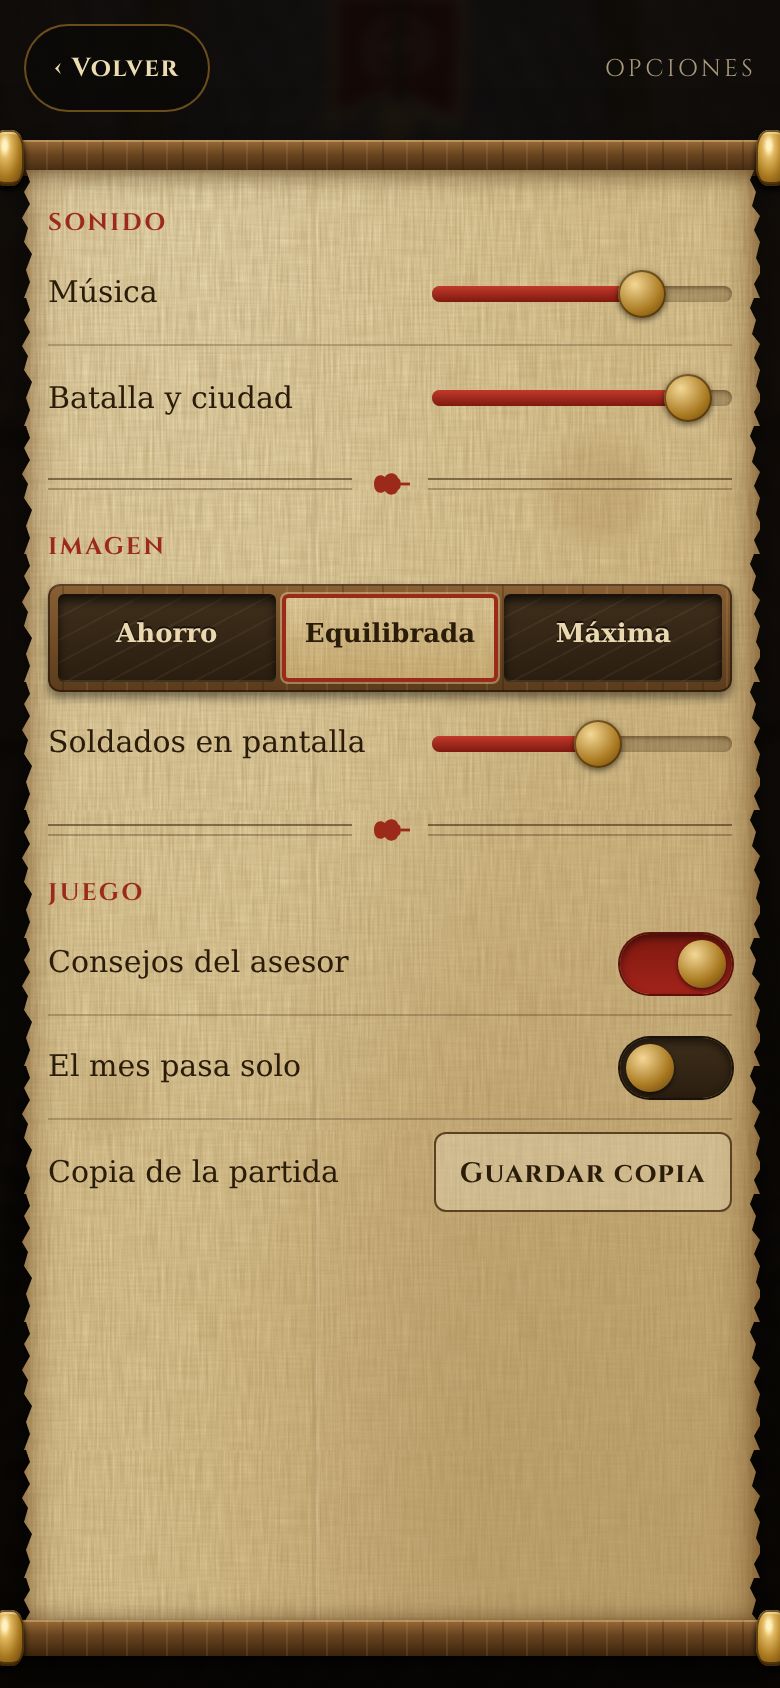 ‹ Volver
OPCIONES
SONIDO
Música
Batalla y ciudad
IMAGEN
Ahorro
Equilibrada
Máxima
Soldados en pantalla
JUEGO
Consejos del asesor
El mes pasa solo
Copia de la partida
Guardar copia